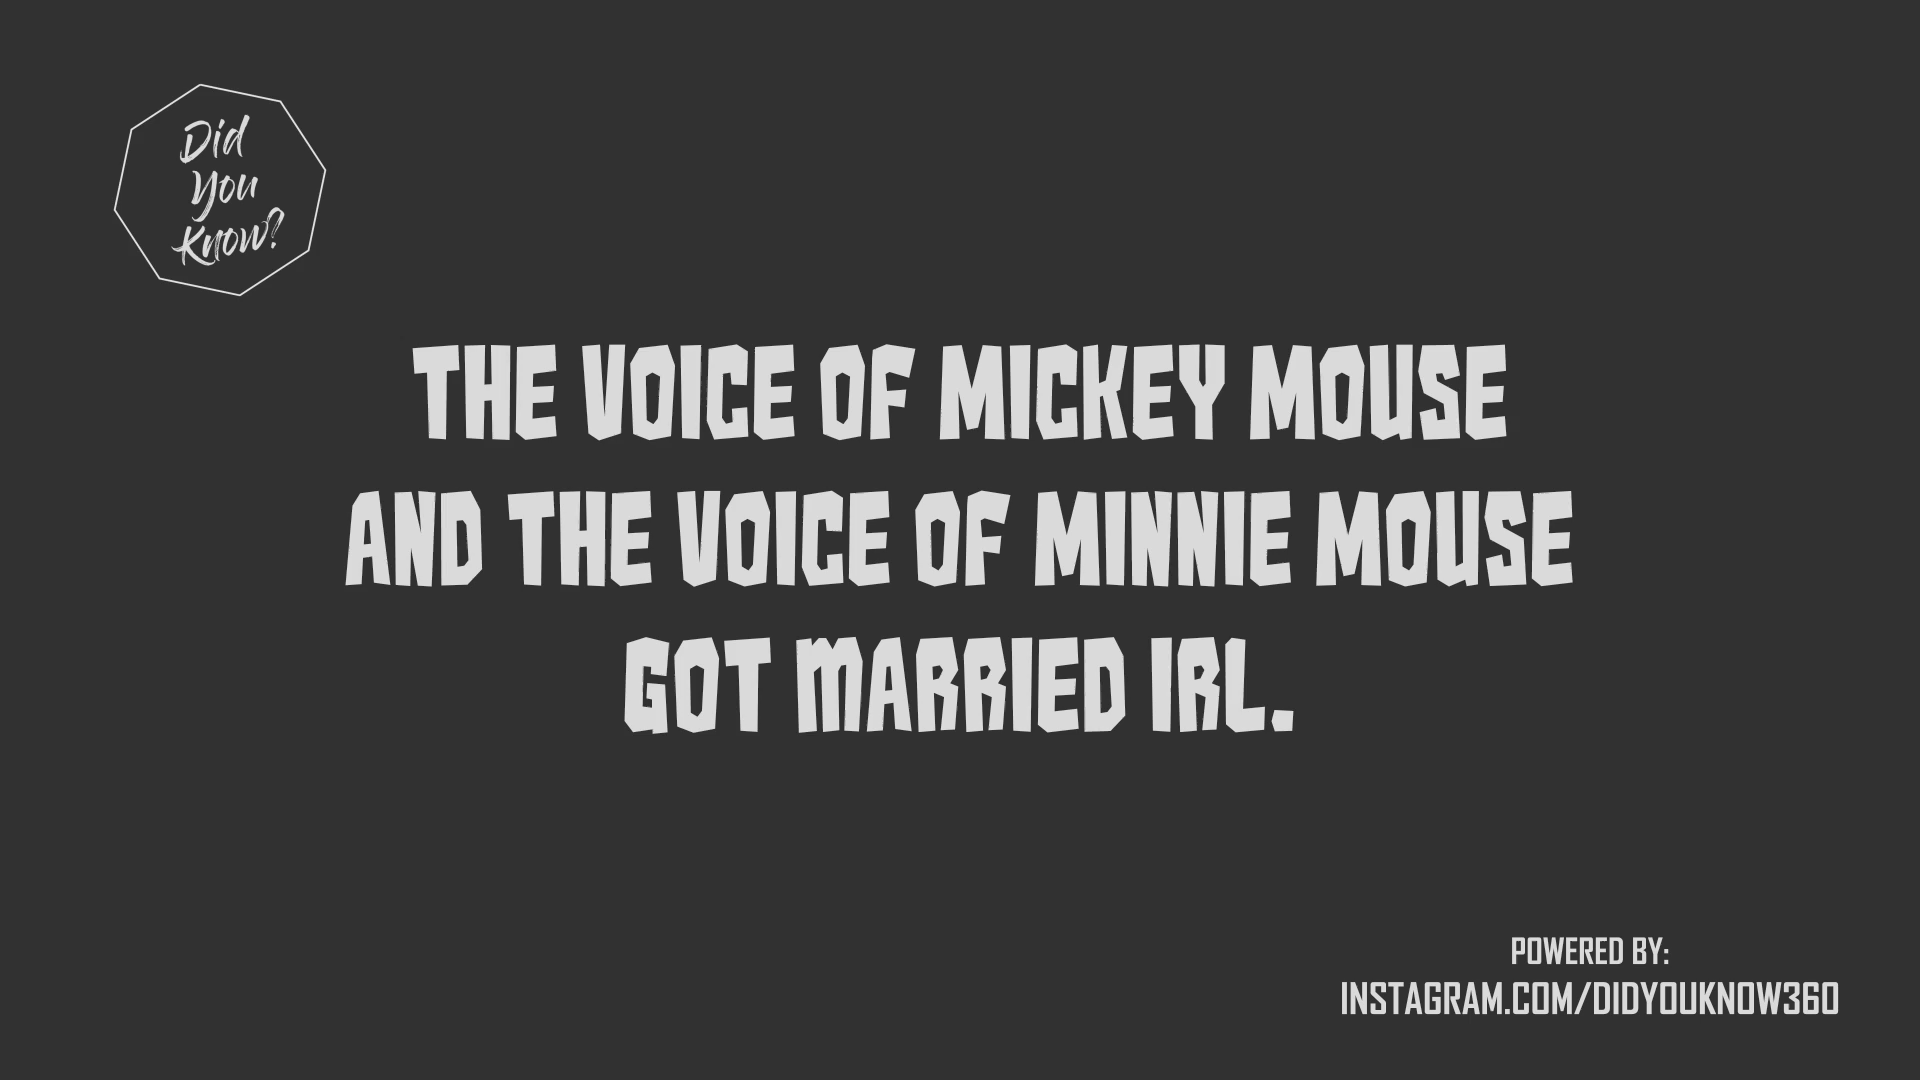 Did
You
Know?
THE VOICE OF MICKEY MOUSE
AND THE VOICE OF MINNIE MOUSE
GOT MARRIED IRL.
POWERED BY:
INSTAGRAM.COM/DIDYOUKNOW360